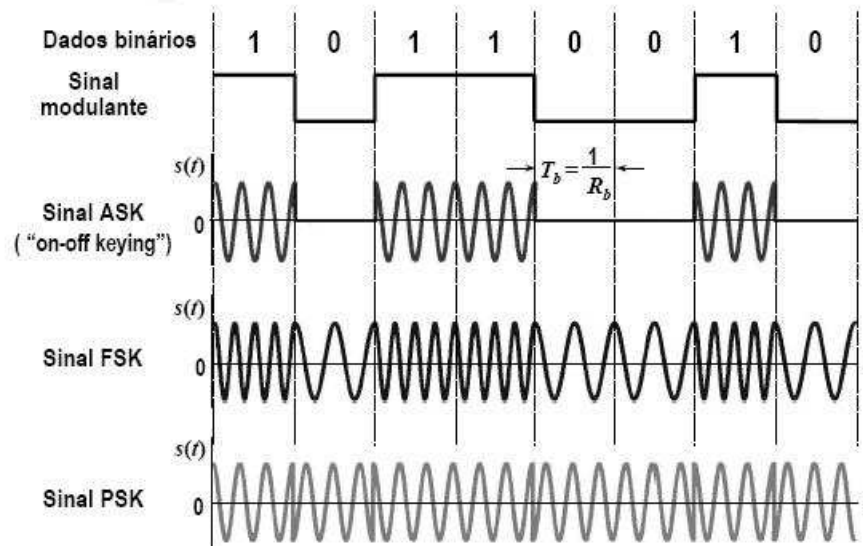 Dados binários 1 0 1 1 0 0 1 0
Sinal
modulante
s(t)
T_b = 1/R_b
Sinal ASK 0
( “on-off keying”)
s(t)
Sinal FSK 0
s(t)
Sinal PSK 0